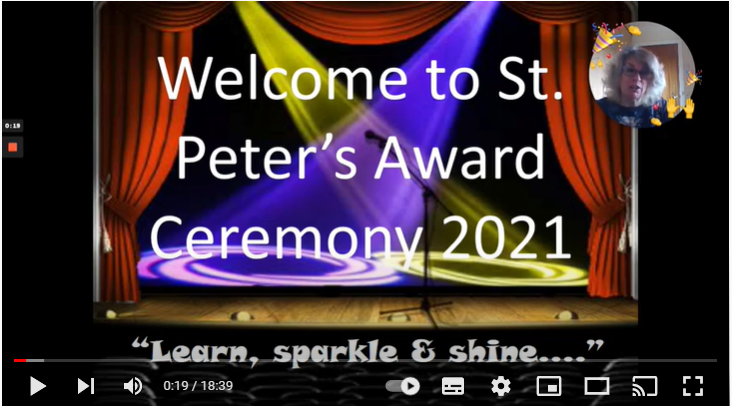 Welcome to St.
Peter's Award
Ceremony 2021
0:19
"Learn, sparkle & shine...."
0:19 / 18:39